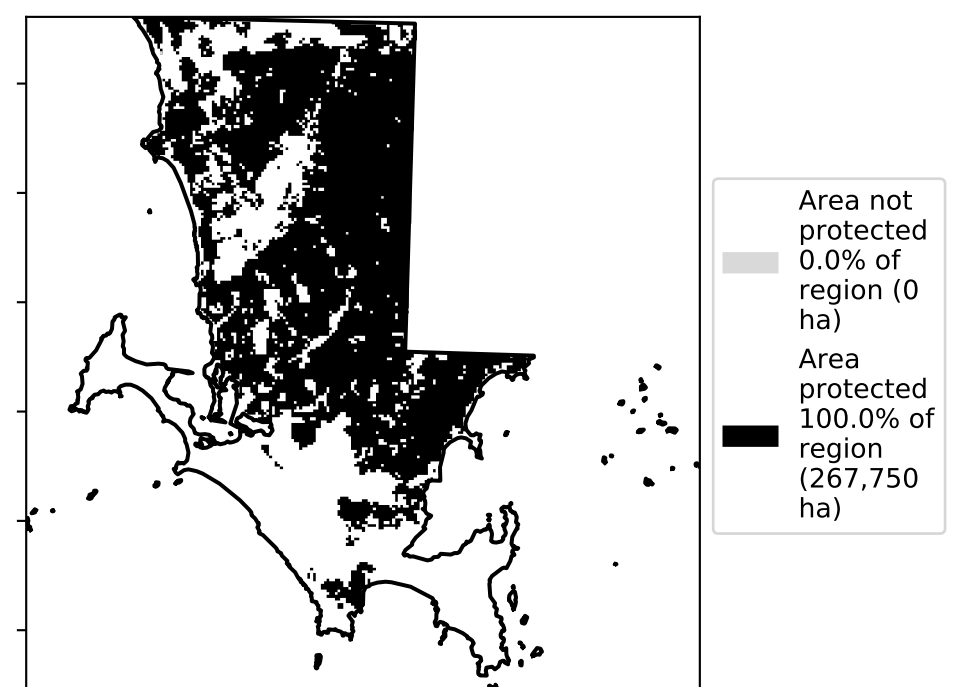 Area not
protected
0.0% of
region (0
ha)
Area
protected
100.0% of
region
(267,750
ha)